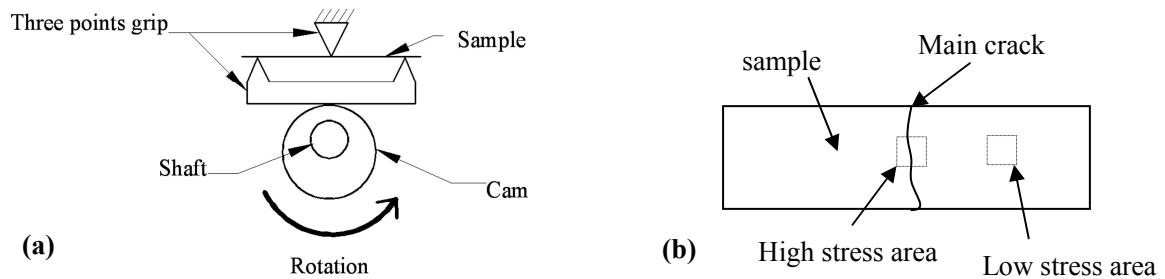 Three points grip
Sample
Shaft
Cam
(a)
Rotation
Main crack
sample
(b)
High stress area
Low stress area